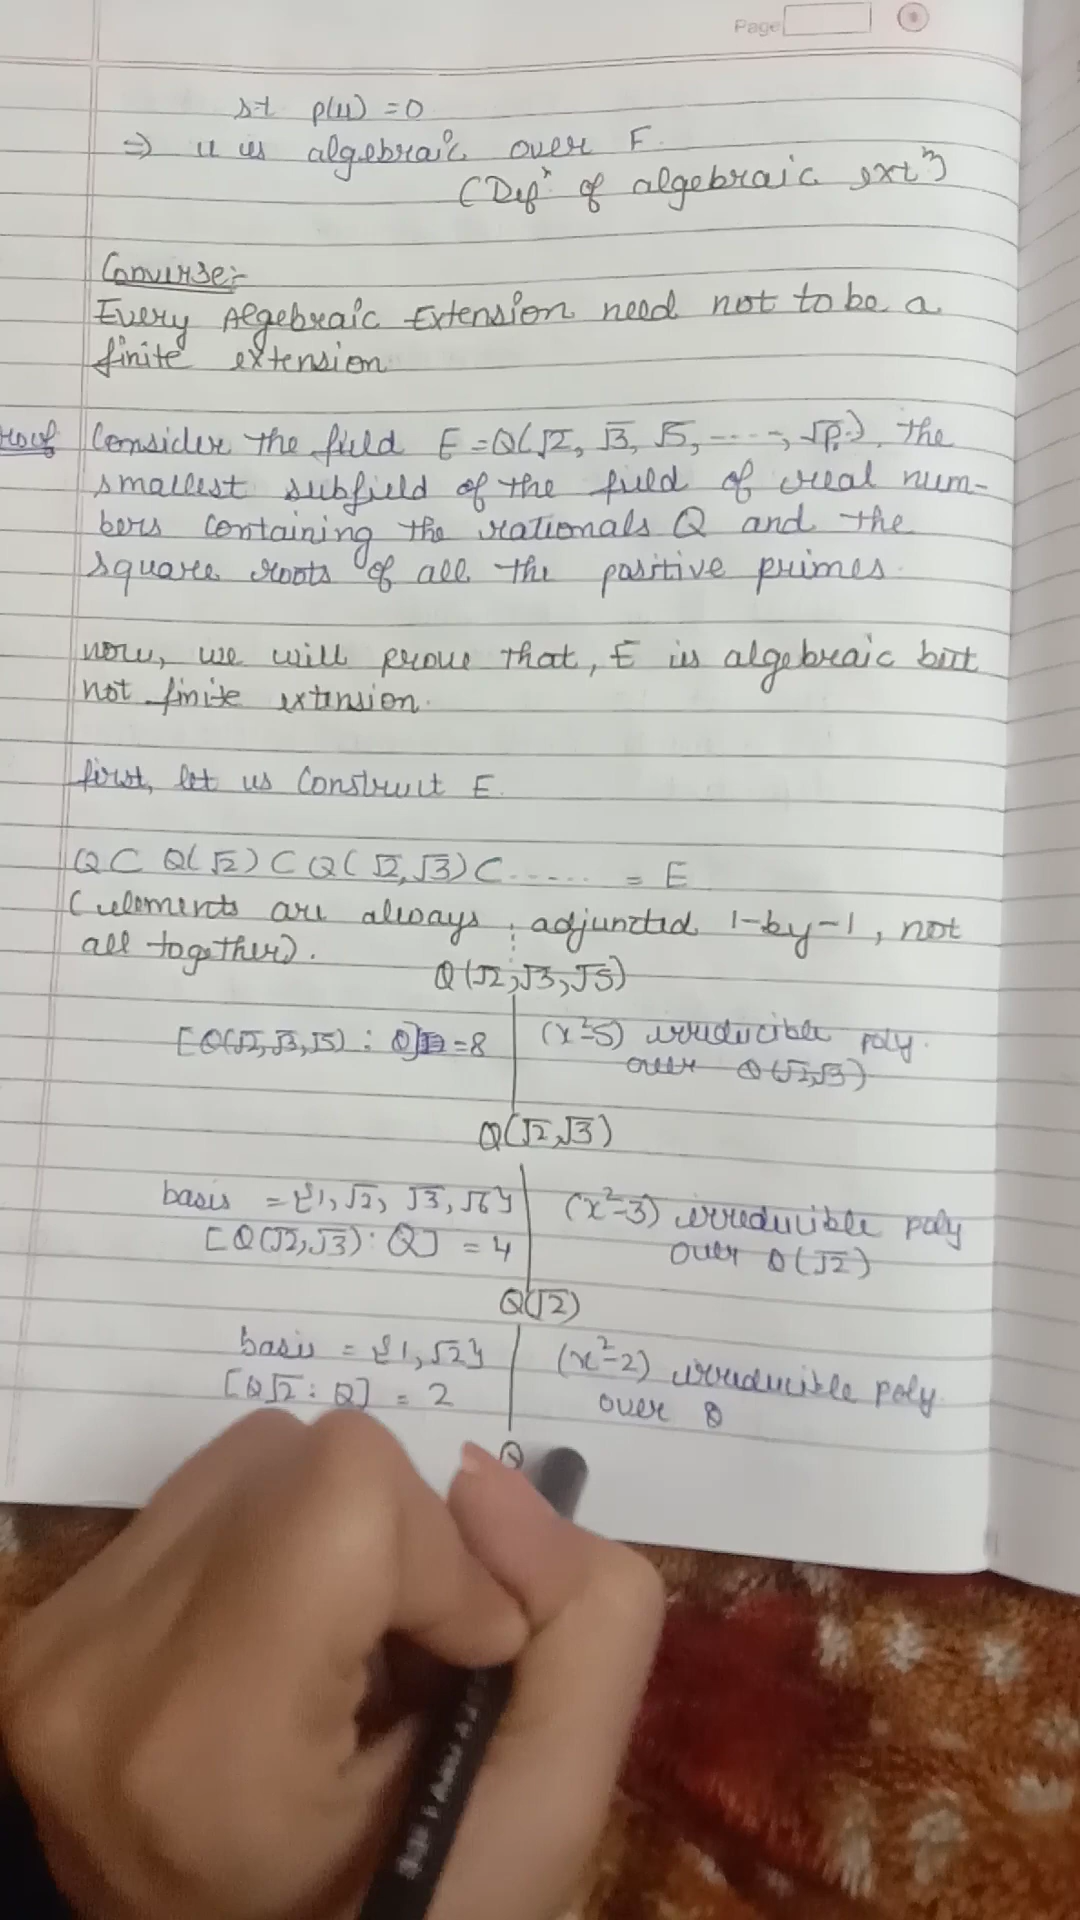 Page
s.t p(u) = 0
⇒ u is algebraic over F.
(Defⁿ of algebraic extⁿ)
Converse:-
Every Algebraic Extension need not to be a
finite extension
Consider the field E = Q(√2, √3, √5, ----, √p..). The
smallest subfield of the field of real num-
bers containing the rationals Q and the
square roots of all the positive primes.
now, we will prove that, E is algebraic but
not finite extension.
first, let us construct E.
Q ⊂ Q(√2) ⊂ Q(√2, √3) ⊂ ...... = E
(elements are always adjuncted 1-by-1, not
all together).
Q(√2, √3, √5)
[Q(√2, √3, √5) : Q] = 8 (x²-5) irreducible poly.
over Q(√2, √3)
Q(√2, √3)
basis = {1, √2, √3, √6} (x²-3) irreducible poly
[Q(√2, √3) : Q] = 4 over Q(√2)
Q(√2)
basis = {1, √2} (x²-2) irreducible poly.
[Q√2 : Q] = 2 over Q
Q